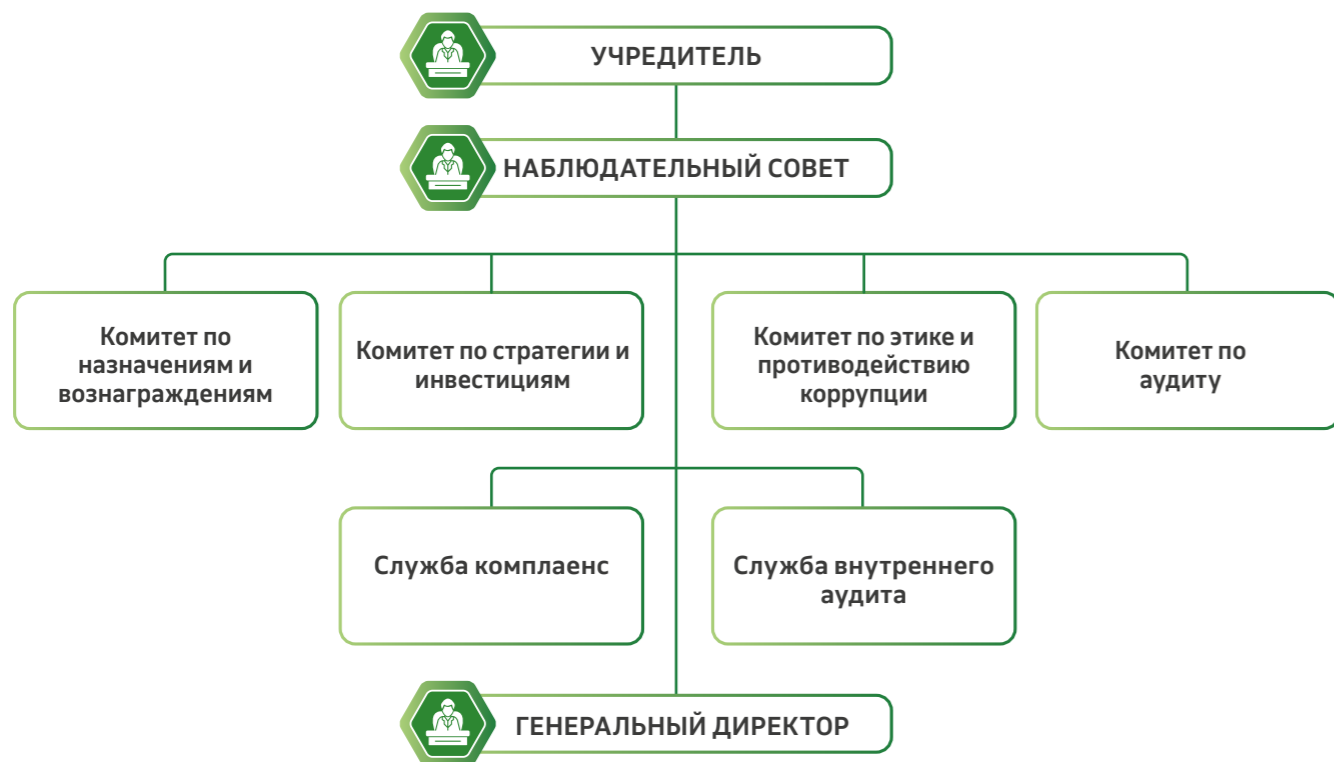 УЧРЕДИТЕЛЬ
НАБЛЮДАТЕЛЬНЫЙ СОВЕТ
Комитет по
назначениям и
вознаграждениям
Комитет по стратегии и
инвестициям
Комитет по этике и
противодействию
коррупции
Комитет по
аудиту
Служба комплаенс
Служба внутреннего
аудита
ГЕНЕРАЛЬНЫЙ ДИРЕКТОР